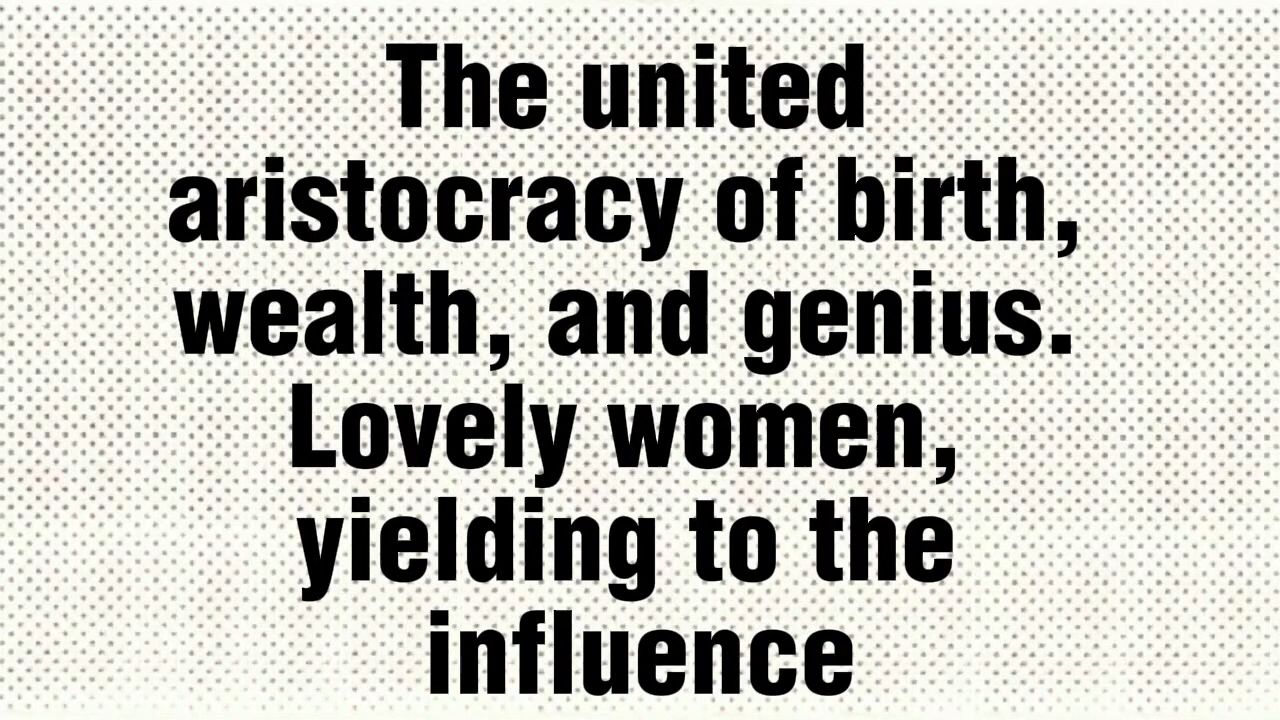 The united
aristocracy of birth,
wealth, and genius.
Lovely women,
yielding to the
influence